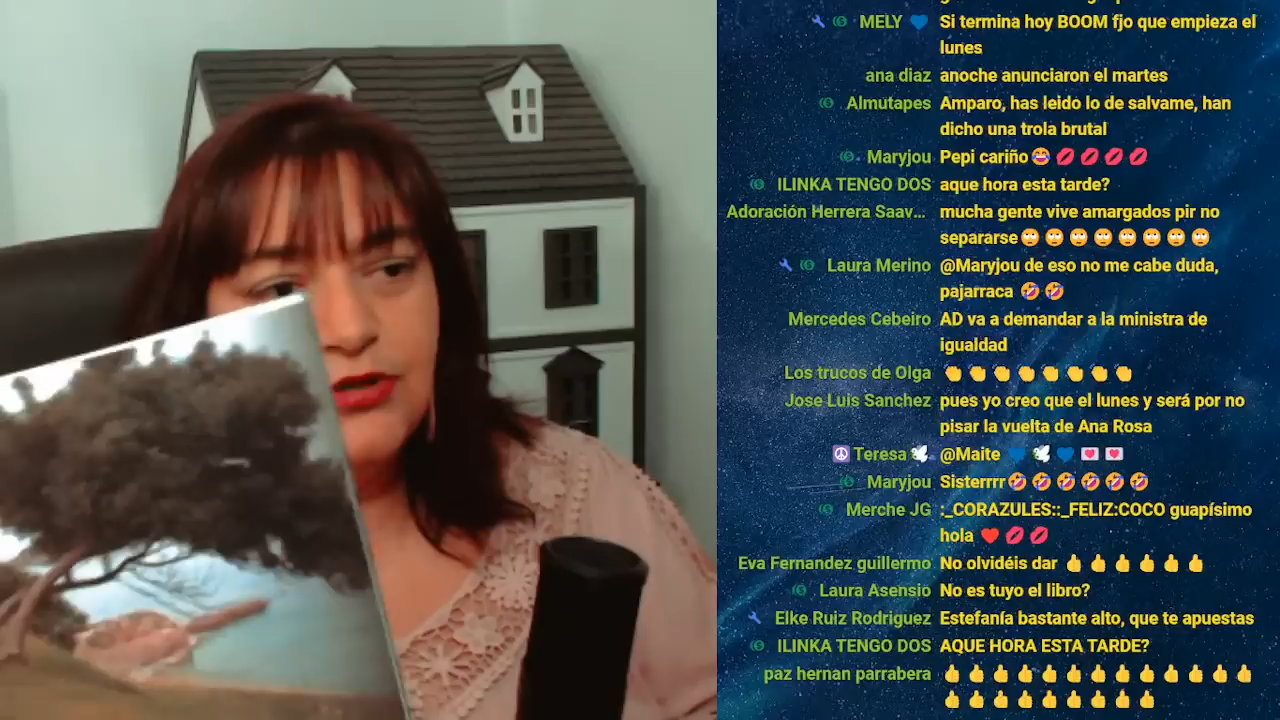 MELY 💙 Si termina hoy BOOM fjo que empieza el
lunes
ana diaz anoche anunciaron el martes
Almutapes Amparo, has leido lo de salvame, han
dicho una trola brutal
Maryjou Pepi cariño😂💋💋💋💋
ILINKA TENGO DOS aque hora esta tarde?
Adoración Herrera Saav... mucha gente vive amargados pir no
separarse🙄🙄🙄🙄🙄🙄🙄🙄
Laura Merino @Maryjou de eso no me cabe duda,
pajarraca 🤣🤣
Mercedes Cebeiro AD va a demandar a la ministra de
igualdad
Los trucos de Olga 👏👏👏👏👏👏👏👏
Jose Luis Sanchez pues yo creo que el lunes y será por no
pisar la vuelta de Ana Rosa
☮️Teresa🕊️ @Maite 💙🕊️💙💌💌
Maryjou Sisterrrr🤣🤣🤣🤣🤣🤣
Merche JG :_CORAZULES::_FELIZ:COCO guapísimo
hola ❤️💋💋
Eva Fernandez guillermo No olvidéis dar 👍👍👍👍👍👍
Laura Asensio No es tuyo el libro?
Elke Ruiz Rodriguez Estefanía bastante alto, que te apuestas
ILINKA TENGO DOS AQUE HORA ESTA TARDE?
paz hernan parrabera 👍👍👍👍👍👍👍👍👍👍👍👍👍
👍👍👍👍👍👍👍👍👍